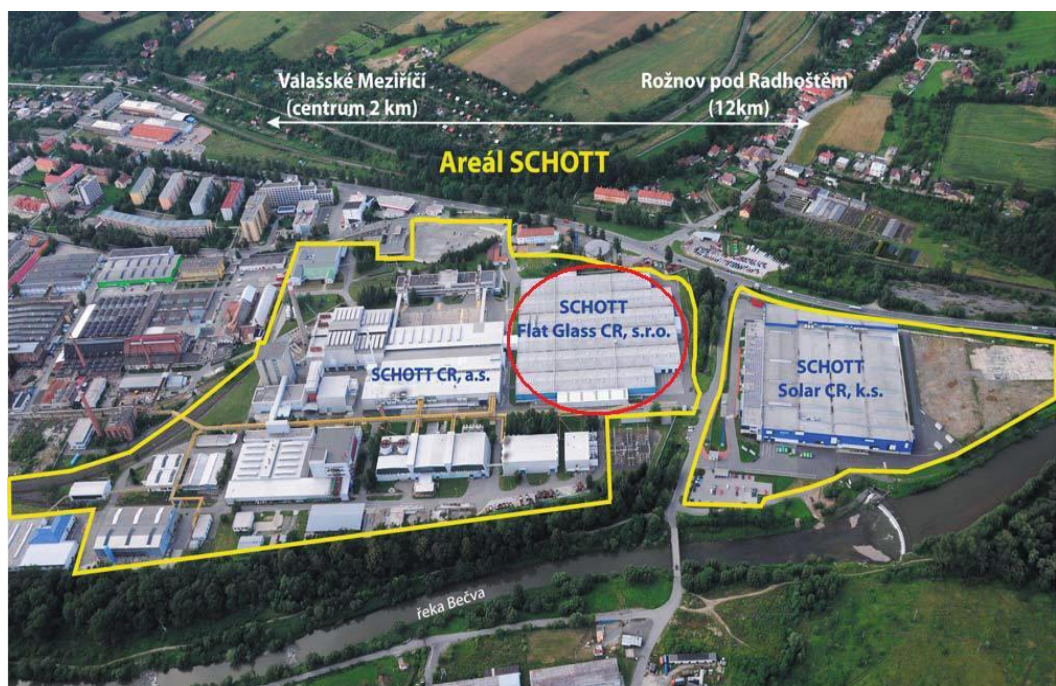 Valašské Meziříčí
(centrum 2 km)
Rožnov pod Radhoštěm
(12km)
Areál SCHOTT
SCHOTT
Flat Glass CR, s.r.o.
SCHOTT CR, a.s.
SCHOTT
Solar CR, k.s.
řeka Bečva